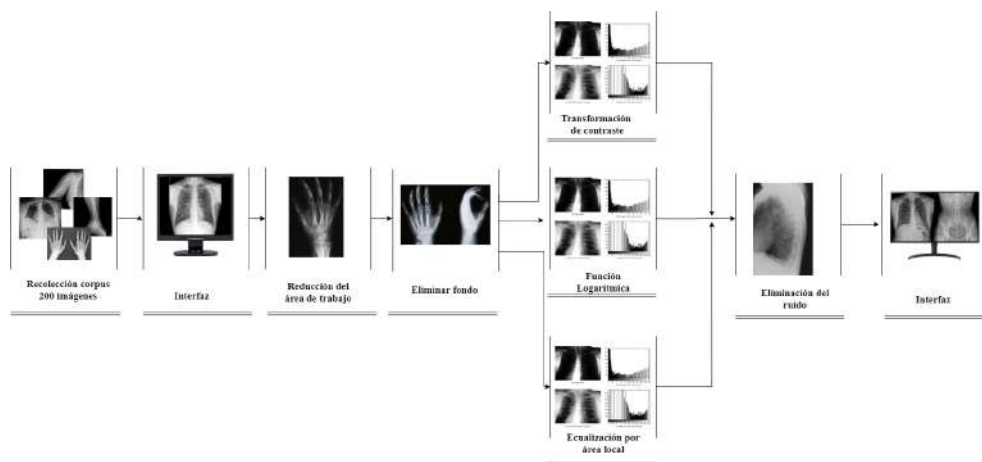 Transformación
de contraste
Recolección corpus
200 imágenes
Interfaz
Reducción del
área de trabajo
Eliminar fondo
Función
Logarítmica
Eliminación del
ruido
Interfaz
Ecualización por
área local